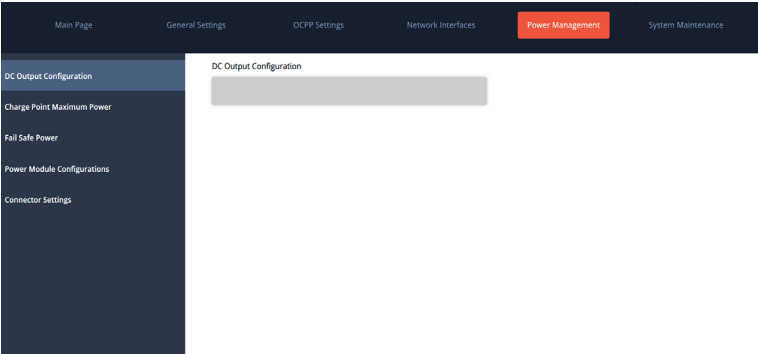 Main Page
General Settings
OCPP Settings
Network Interfaces
Power Management
System Maintenance
DC Output Configuration
Charge Point Maximum Power
Fail Safe Power
Power Module Configurations
Connector Settings
DC Output Configuration